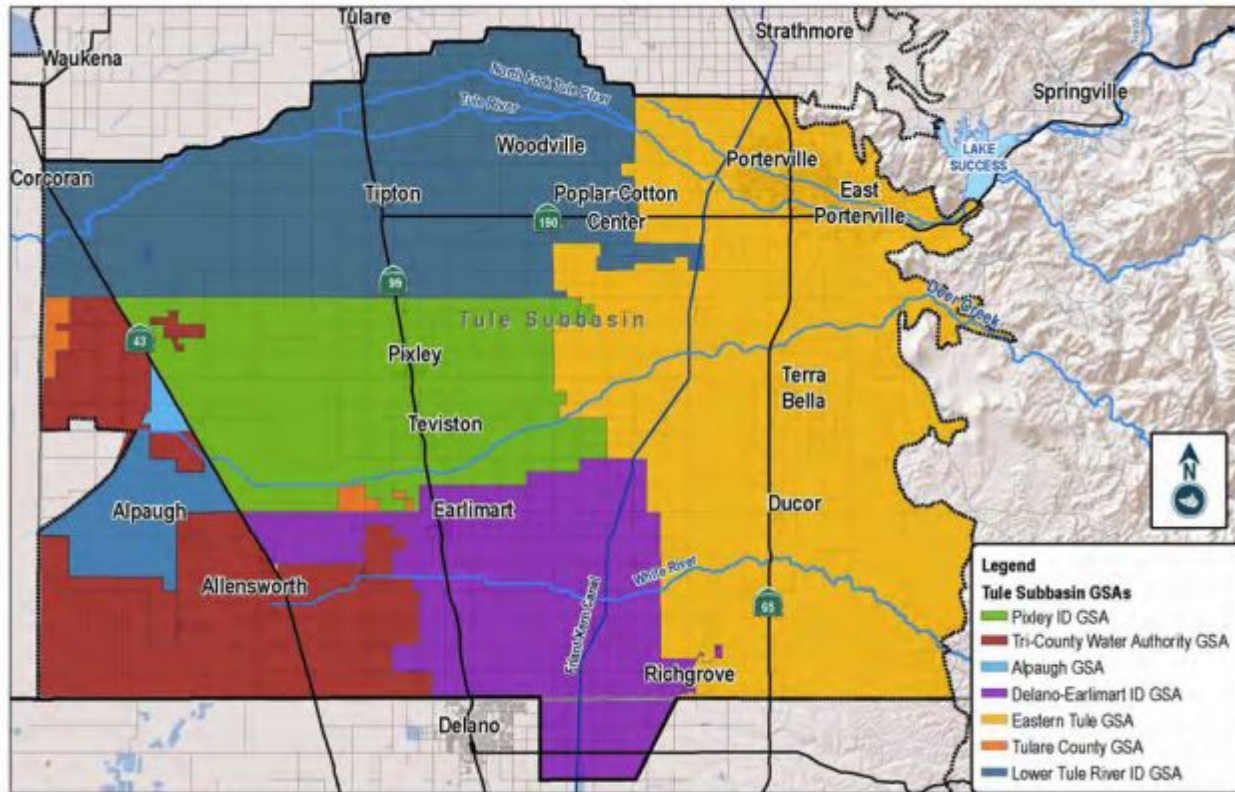 Tulare
Waukena
Strathmore
Springville
North Fork Tule River
Tule River
Woodville
Porterville
LAKE
SUCCESS
Corcoran
Tipton
Poplar-Cotton
Center
East
Porterville
190
99
Deer Creek
Tule Subbasin
43
Pixley
Terra
Bella
Teviston
N
Alpaugh
Earlimart
Ducor
Allensworth
White River
Friant Kern Canal
65
Richgrove
Delano
Legend
Tule Subbasin GSAs
Pixley ID GSA
Tri-County Water Authority GSA
Alpaugh GSA
Delano-Earlimart ID GSA
Eastern Tule GSA
Tulare County GSA
Lower Tule River ID GSA